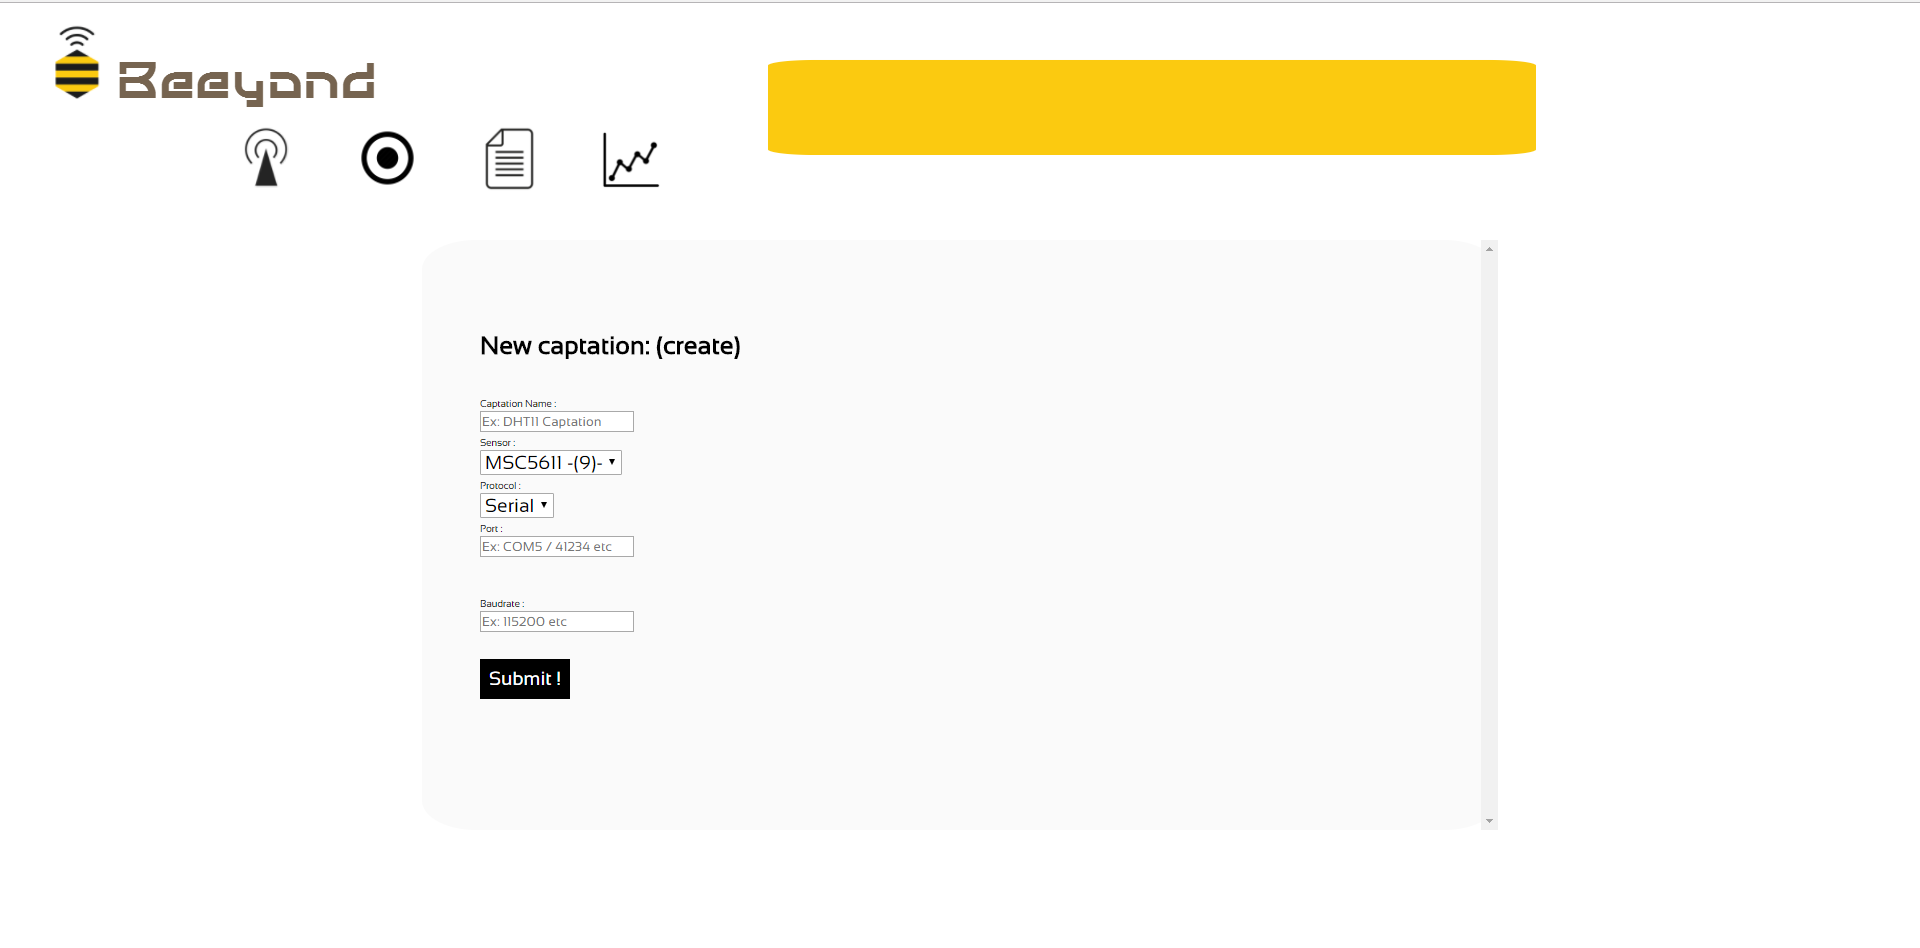 Beeyond
New captation: (create)
Captation Name :
Ex: DHT11 Captation
Sensor :
MSC5611 -(9)-
Protocol :
Serial
Port :
Ex: COM5 / 41234 etc
Baudrate :
Ex: 115200 etc
Submit !